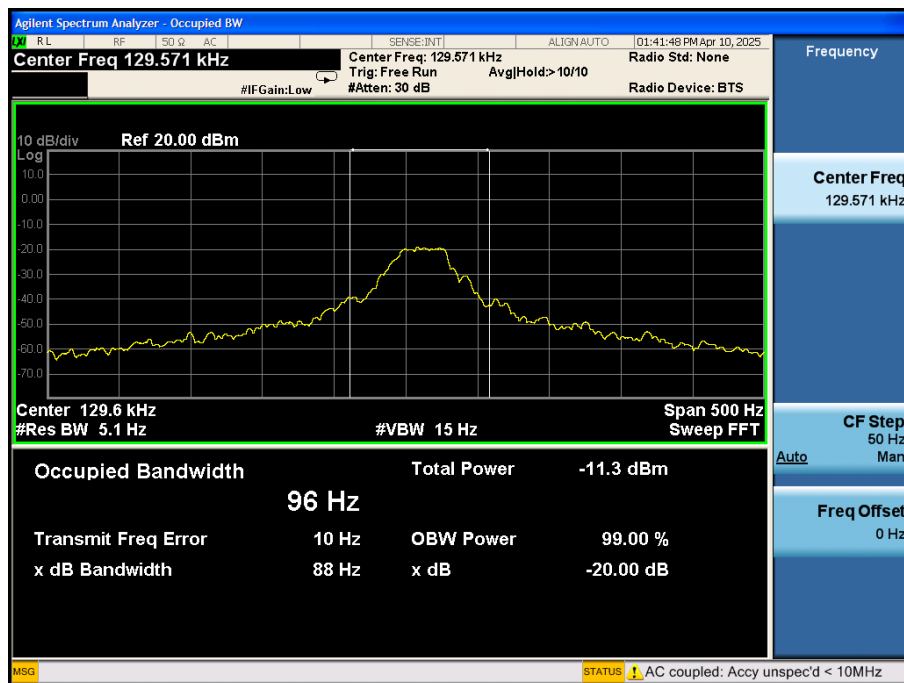 Agilent Spectrum Analyzer - Occupied BW
LXI RL RF 50 Ω AC SENSE:INT ALIGN AUTO 01:41:48 PM Apr 10, 2025
Center Freq 129.571 kHz
Center Freq: 129.571 kHz
Radio Std: None
Trig: Free Run Avg|Hold:>10/10
#IFGain:Low
#Atten: 30 dB
Radio Device: BTS
10 dB/div Ref 20.00 dBm
Log
10.0
0.00
-10.0
-20.0
-30.0
-40.0
-50.0
-60.0
-70.0
Center 129.6 kHz Span 500 Hz
#Res BW 5.1 Hz #VBW 15 Hz Sweep FFT
Occupied Bandwidth Total Power -11.3 dBm
96 Hz
Transmit Freq Error 10 Hz OBW Power 99.00 %
x dB Bandwidth 88 Hz x dB -20.00 dB
Frequency
Center Freq
129.571 kHz
CF Step
50 Hz
Auto Man
Freq Offset
0 Hz
MSG STATUS AC coupled: Accy unspec'd < 10MHz